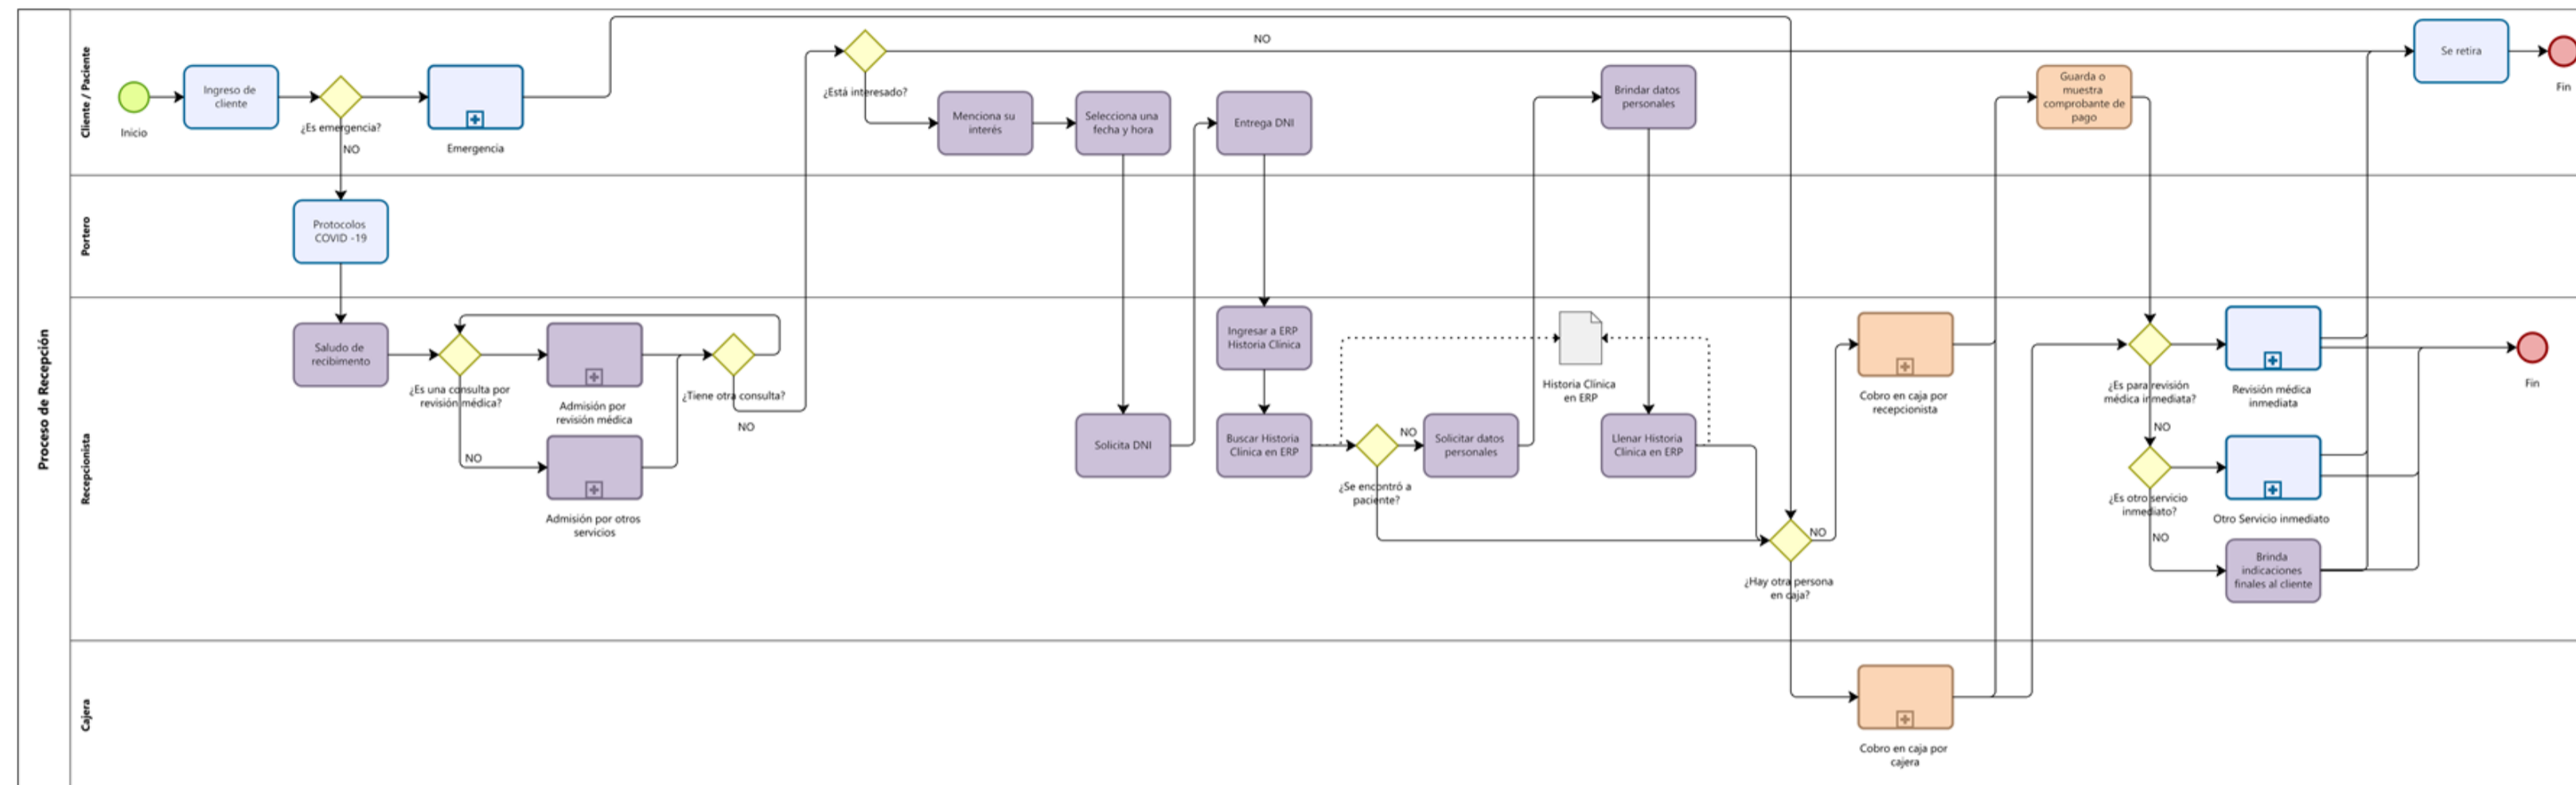 Proceso de Recepción
Cliente / Paciente
Inicio
Ingreso de
cliente
¿Es emergencia?
NO
Emergencia
¿Está interesado?
NO
Menciona su
interés
Selecciona una
fecha y hora
Entrega DNI
Brindar datos
personales
Guarda o
muestra
comprobante de
pago
Se retira
Fin
Portero
Protocolos
COVID -19
Recepcionista
Saludo de
recibimento
¿Es una consulta por
revisión médica?
NO
Admisión por
revisión médica
Admisión por otros
servicios
¿Tiene otra consulta?
NO
Solicita DNI
Ingresar a ERP
Historia Clínica
Buscar Historia
Clínica en ERP
¿Se encontró a
paciente?
NO
Solicitar datos
personales
Historia Clínica
en ERP
Llenar Historia
Clínica en ERP
¿Hay otra persona
en caja?
NO
Cobro en caja por
recepcionista
¿Es para revisión
médica inmediata?
NO
Revisión médica
inmediata
¿Es otro servicio
inmediato?
NO
Otro Servicio inmediato
Brinda
indicaciones
finales al cliente
Fin
Cajera
Cobro en caja por
cajera